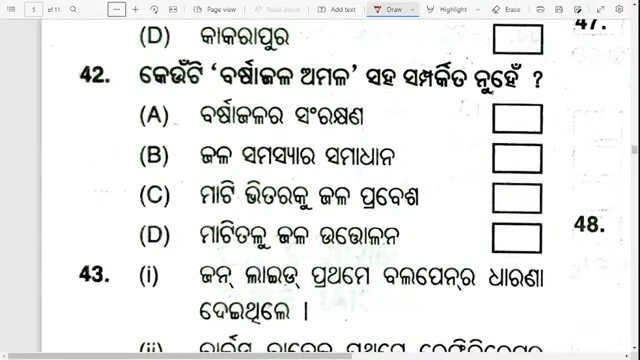 5 of 11
Page view
Read aloud
Add text
Draw
Highlight
Erase
47.
(D) କାକରାପୁର
42. କେଉଁଟି ‘ବର୍ଷାଜଳ ଅମଳ’ ସହ ସମ୍ପର୍କିତ ନୁହେଁ ?
(A) ବର୍ଷାଜଳର ସଂରକ୍ଷଣ
(B) ଜଳ ସମସ୍ୟାର ସମାଧାନ
(C) ମାଟି ଭିତରକୁ ଜଳ ପ୍ରବେଶ
48.
(D) ମାଟିତଳୁ ଜଳ ଉତ୍ତୋଳନ
43. (i) ଜନ୍ ଲାଇଡ୍ ପ୍ରଥମେ ବଲପେନ୍‌ର ଧାରଣା
ଦେଇଥିଲେ ।
(ii)